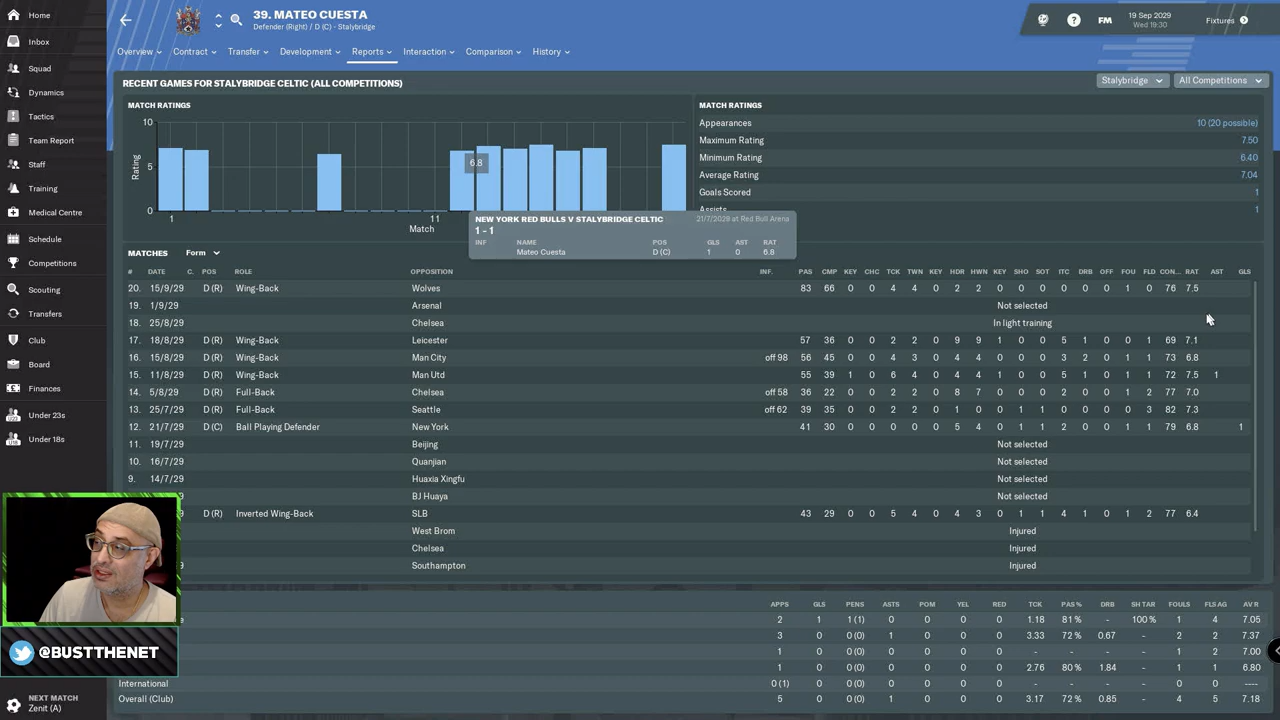 Home
Inbox
Squad
Dynamics
Tactics
Team Report
Staff
Training
Medical Centre
Schedule
Competitions
Scouting
Transfers
Club
Board
Finances
Under 23s
Under 18s
NEXT MATCH
Zenit (A)
39. MATEO CUESTA
Defender (Right) / D (C) - Stalybridge
19 Sep 2029
Wed 19:30
FM
Fixtures
Overview Contract Transfer Development Reports Interaction Comparison History
RECENT GAMES FOR STALYBRIDGE CELTIC (ALL COMPETITIONS)
Stalybridge All Competitions
MATCH RATINGS
10
5
0
Rating
1 11
Match
6.8
MATCH RATINGS
Appearances 10 (20 possible)
Maximum Rating 7.50
Minimum Rating 6.40
Average Rating 7.04
Goals Scored 1
Assists 1
NEW YORK RED BULLS V STALYBRIDGE CELTIC 21/7/2028 at Red Bull Arena
1 - 1
INF NAME POS GLS AST RAT
Mateo Cuesta D (C) 1 0 6.8
MATCHES Form
# DATE C. POS ROLE OPPOSITION INF. PAS CMP KEY CHC TCK TWN KEY HDR HWN KEY SHO SOT ITC DRB OFF FOU FLD CON... RAT AST GLS
20. 15/9/29 D (R) Wing-Back Wolves 83 66 0 0 4 4 0 2 2 0 0 0 0 0 0 1 0 76 7.5
19. 1/9/29 Arsenal Not selected
18. 25/8/29 Chelsea In light training
17. 18/8/29 D (R) Wing-Back Leicester 57 36 0 0 2 2 0 9 9 1 0 0 5 1 0 0 1 69 7.1
16. 15/8/29 D (R) Wing-Back Man City off 98 56 45 0 0 4 3 0 4 4 0 0 0 3 2 0 1 1 73 6.8
15. 11/8/29 D (R) Wing-Back Man Utd 55 39 1 0 6 4 0 4 4 1 0 0 5 1 0 1 1 72 7.5 1
14. 5/8/29 D (R) Full-Back Chelsea off 58 36 22 0 0 2 2 0 8 7 0 0 0 2 0 0 1 2 77 7.0
13. 25/7/29 D (R) Full-Back Seattle off 62 39 35 0 0 2 2 0 1 0 0 1 1 0 0 0 0 3 82 7.3
12. 21/7/29 D (C) Ball Playing Defender New York 41 30 0 0 0 0 0 5 4 0 1 1 2 0 0 1 1 79 6.8 1
11. 19/7/29 Beijing Not selected
10. 16/7/29 Quanjian Not selected
9. 14/7/29 Huaxia Xingfu Not selected
BJ Huaya Not selected
D (R) Inverted Wing-Back SLB 43 29 0 0 5 4 0 4 3 0 1 1 4 1 0 1 2 77 6.4
West Brom Injured
Chelsea Injured
Southampton Injured
@BUSTTHENET
APPS GLS PENS ASTS POM YEL RED TCK PAS % DRB SH TAR FOULS FLS AG AV R
2 1 1 (1) 0 0 0 0 1.18 81 % - 100 % 1 4 7.05
3 0 0 (0) 1 0 0 0 3.33 72 % 0.67 - 2 2 7.37
1 0 0 (0) 0 0 0 0 - - - - 1 2 7.00
1 0 0 (0) 0 0 0 0 2.76 80 % 1.84 - 1 1 6.80
International 0 (1) 0 0 (0) 0 0 0 0 - - - - 0 0 ----
Overall (Club) 5 0 0 (0) 1 0 0 0 3.17 72 % 0.85 - 4 5 7.18